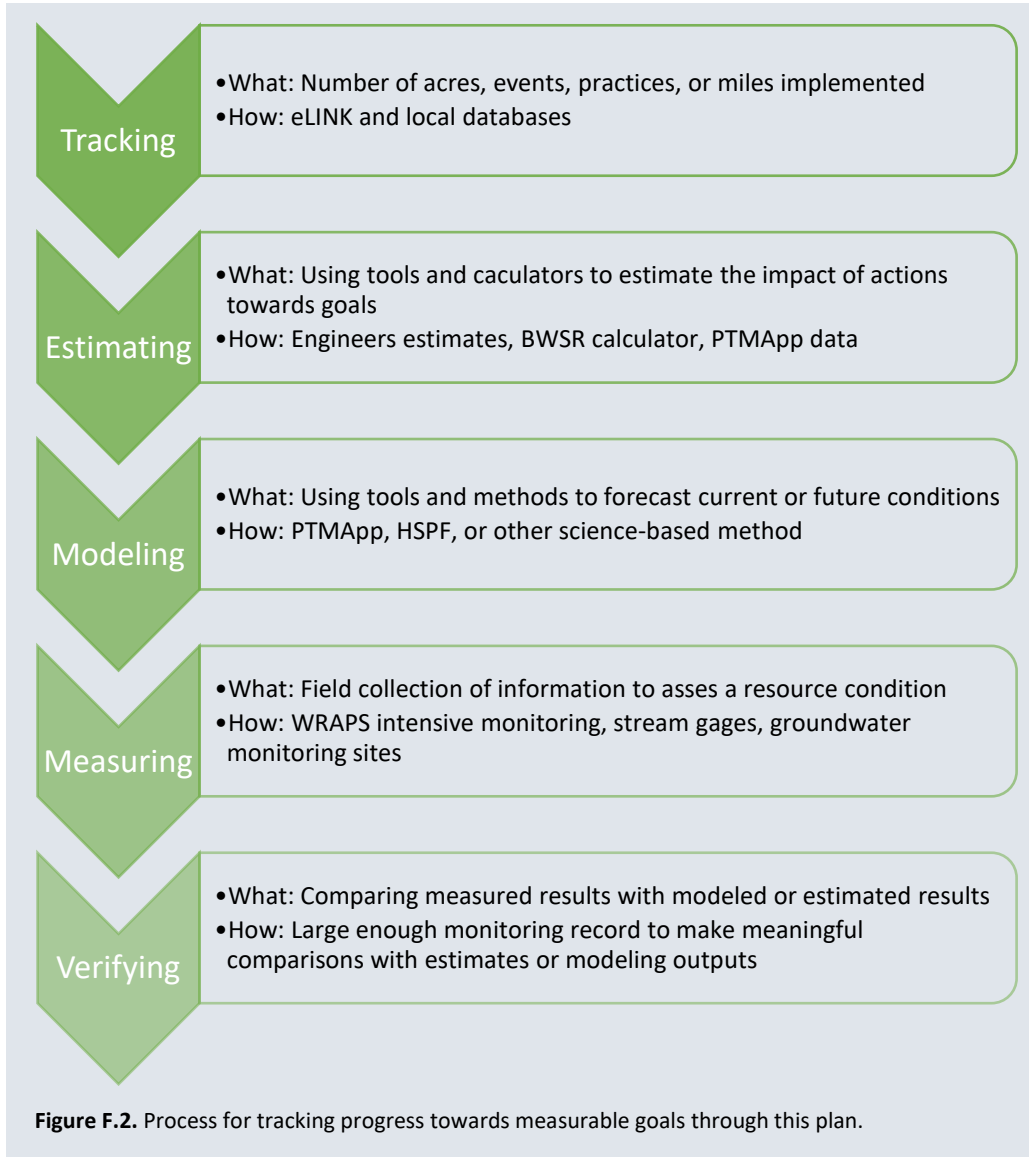 Tracking
•What: Number of acres, events, practices, or miles implemented
•How: eLINK and local databases
Estimating
•What: Using tools and caculators to estimate the impact of actions
towards goals
•How: Engineers estimates, BWSR calculator, PTMApp data
Modeling
•What: Using tools and methods to forecast current or future conditions
•How: PTMApp, HSPF, or other science-based method
Measuring
•What: Field collection of information to asses a resource condition
•How: WRAPS intensive monitoring, stream gages, groundwater
monitoring sites
Verifying
•What: Comparing measured results with modeled or estimated results
•How: Large enough monitoring record to make meaningful
comparisons with estimates or modeling outputs
Figure F.2. Process for tracking progress towards measurable goals through this plan.